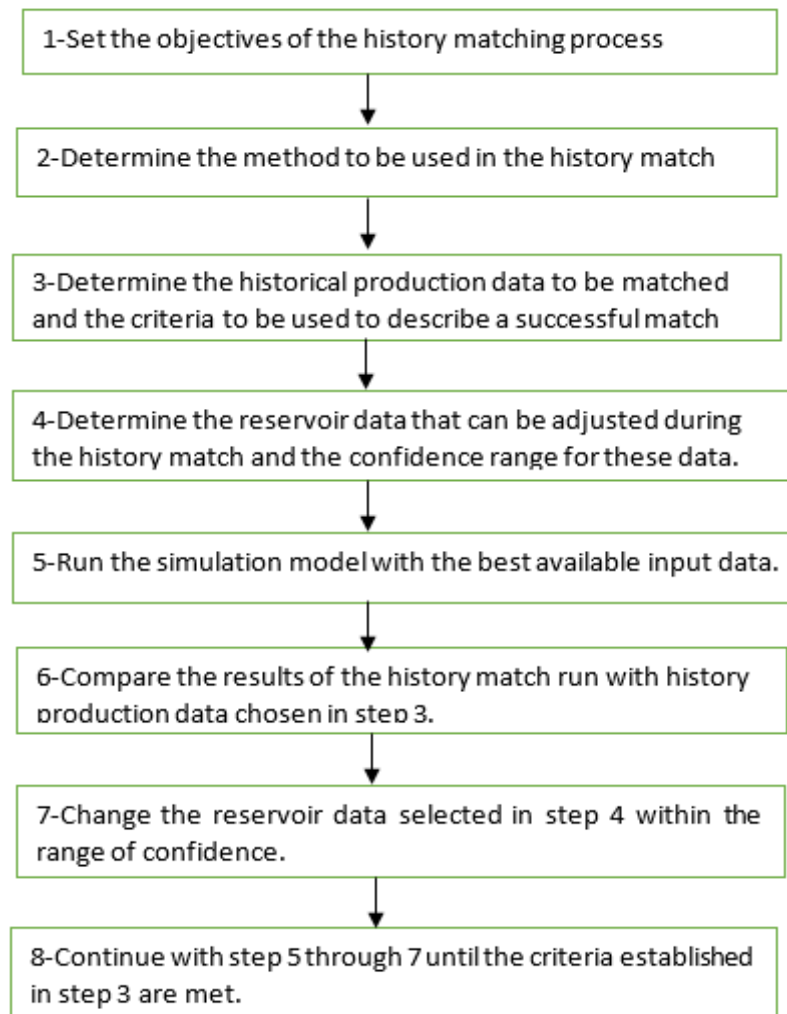 1-Set the objectives of the history matching process
2-Determine the method to be used in the history match
3-Determine the historical production data to be matched
and the criteria to be used to describe a successful match
4-Determine the reservoir data that can be adjusted during
the history match and the confidence range for these data.
5-Run the simulation model with the best available input data.
6-Compare the results of the history match run with history
production data chosen in step 3.
7-Change the reservoir data selected in step 4 within the
range of confidence.
8-Continue with step 5 through 7 until the criteria established
in step 3 are met.